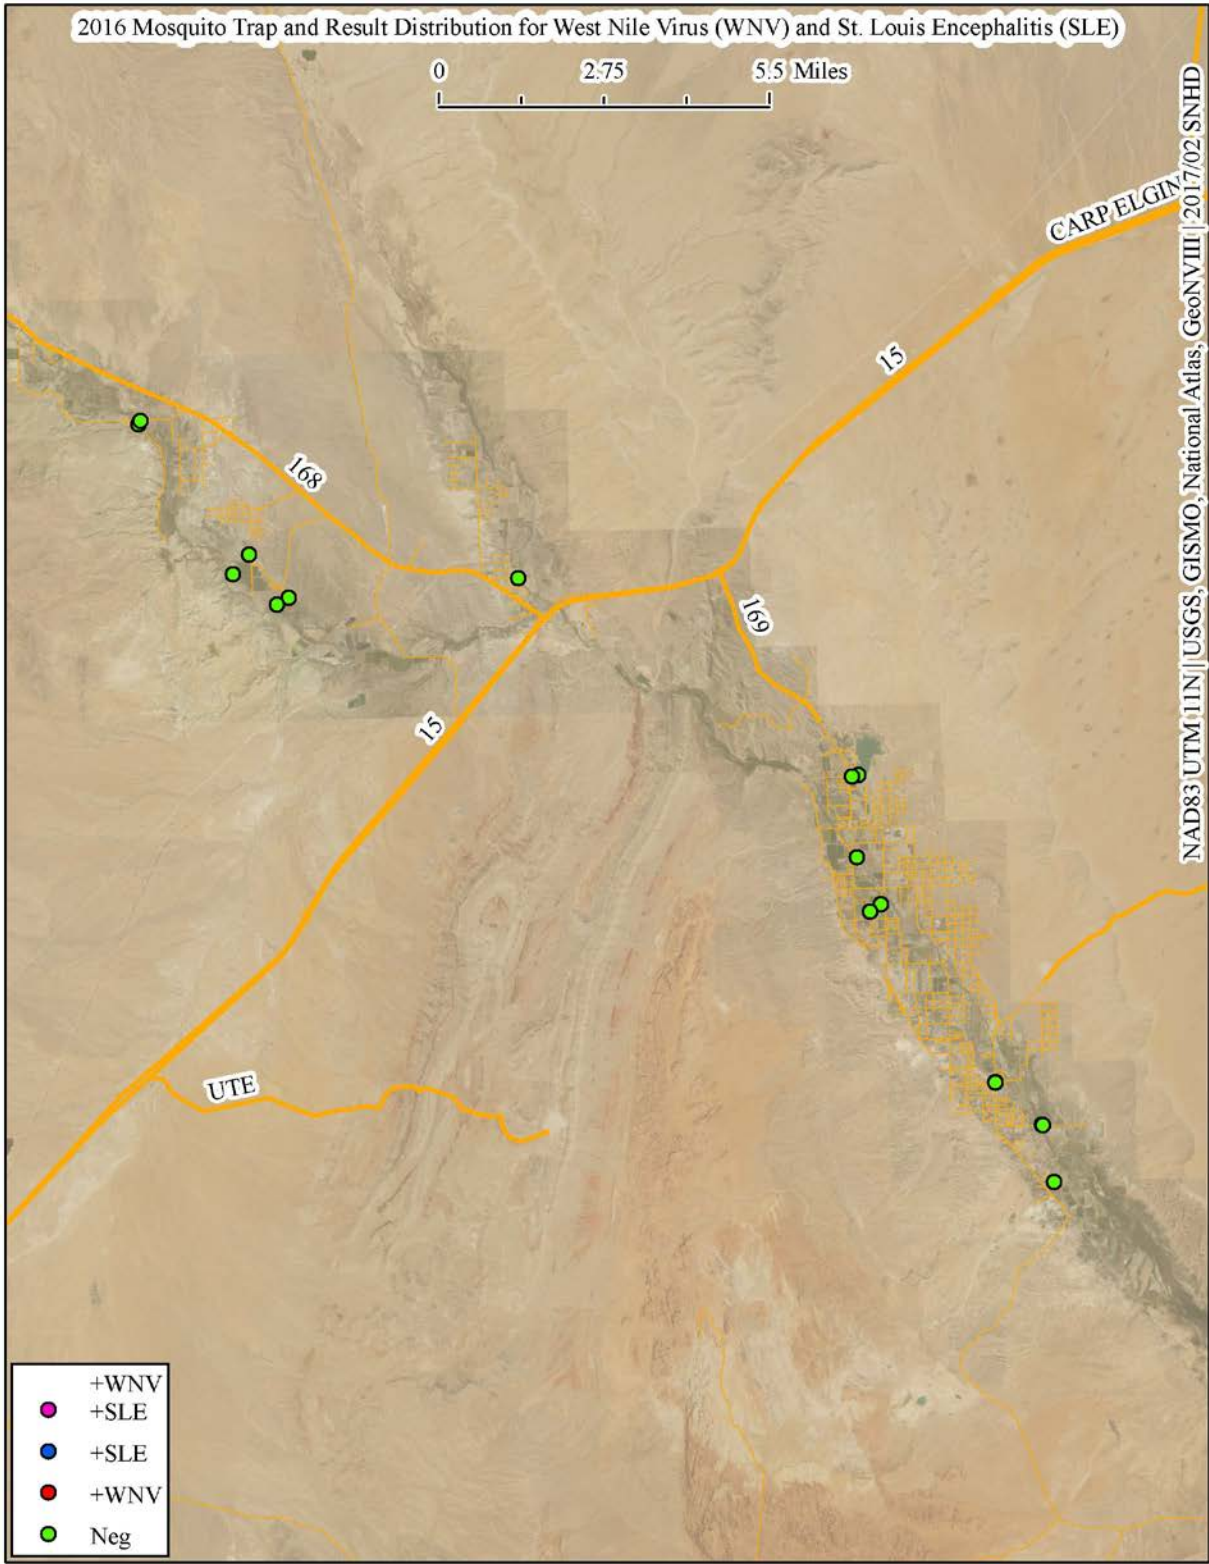 2016 Mosquito Trap and Result Distribution for West Nile Virus (WNV) and St. Louis Encephalitis (SLE)
0 2.75 5.5 Miles
NAD83 UTM 11N | USGS, GISMO, National Atlas, GeoNVIII | 2017/02 SNHD
CARP ELGIN
15
168
169
15
UTE
+WNV
+SLE
+SLE
+WNV
Neg